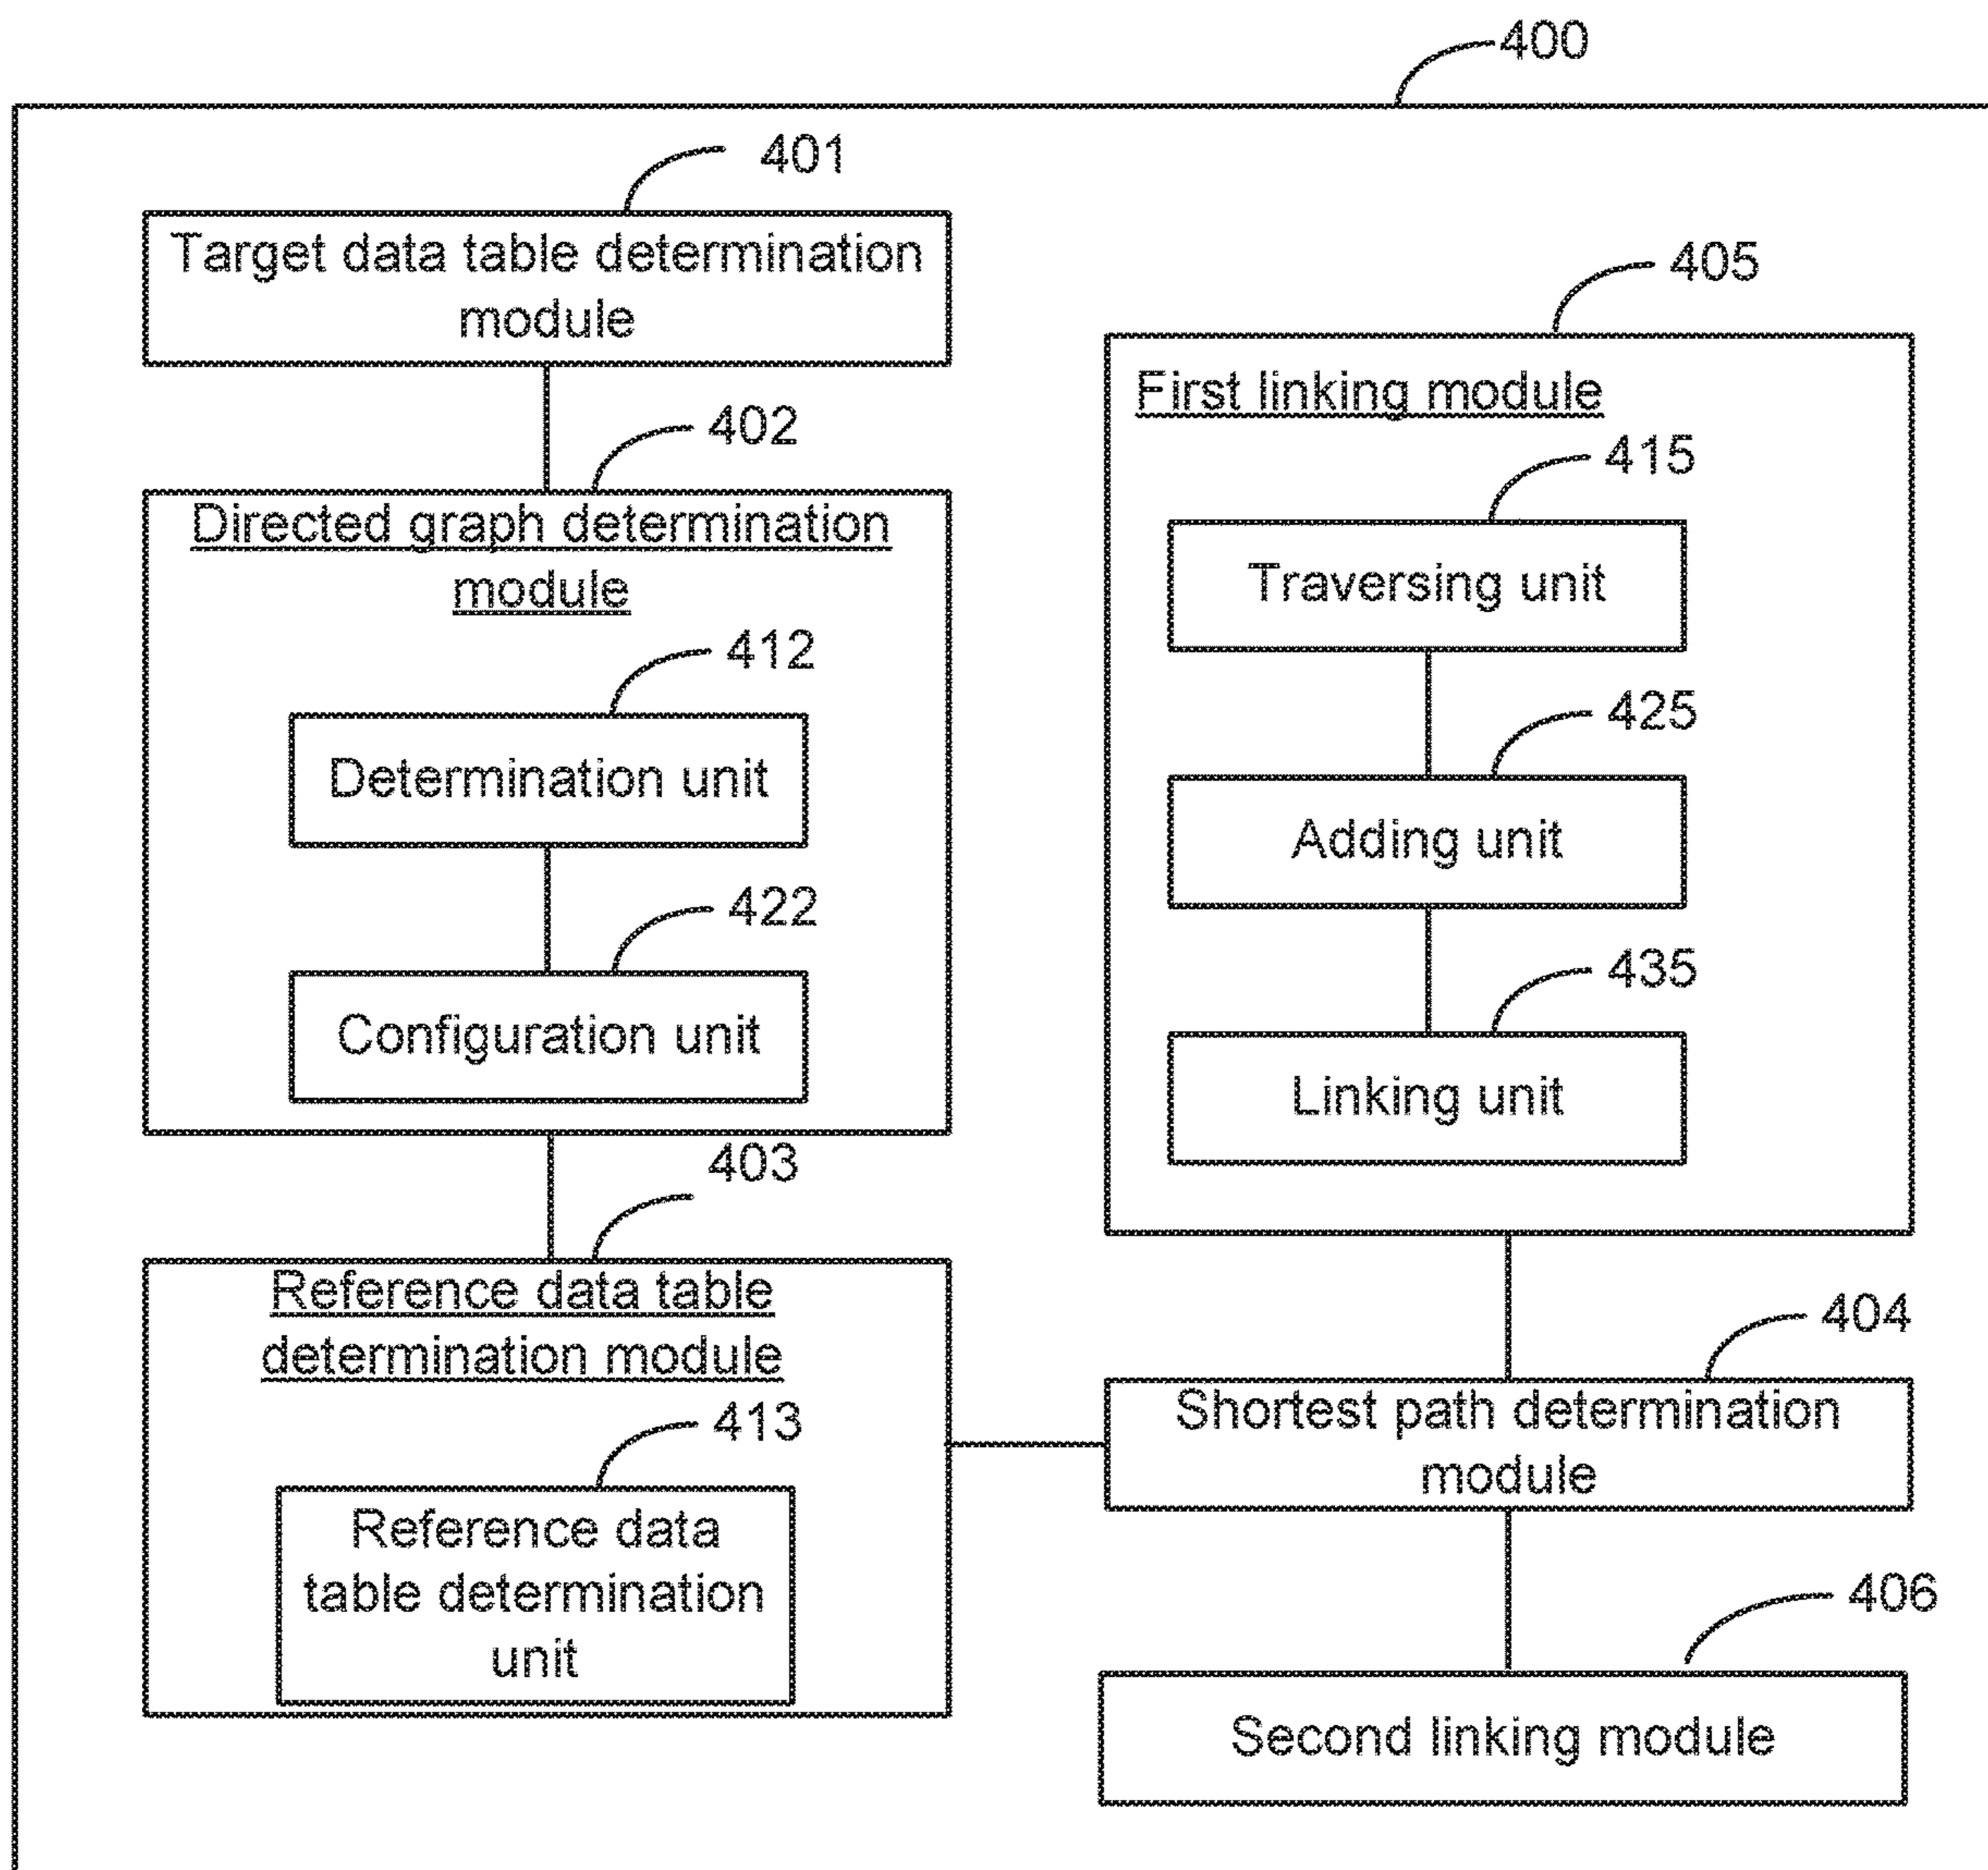 400
401
Target data table determination
module
402
Directed graph determination
module
412
Determination unit
422
Configuration unit
403
Reference data table
determination module
413
Reference data
table determination
unit
405
First linking module
415
Traversing unit
425
Adding unit
435
Linking unit
404
Shortest path determination
module
406
Second linking module